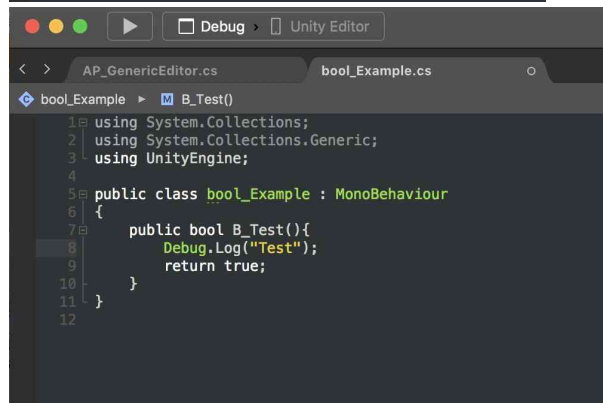 Debug > Unity Editor
< > AP_GenericEditor.cs bool_Example.cs
C bool_Example ► M B_Test()
1 using System.Collections;
2 using System.Collections.Generic;
3 using UnityEngine;
4
5 public class bool_Example : MonoBehaviour
6 {
7 public bool B_Test(){
8 Debug.Log("Test");
9 return true;
10 }
11 }
12